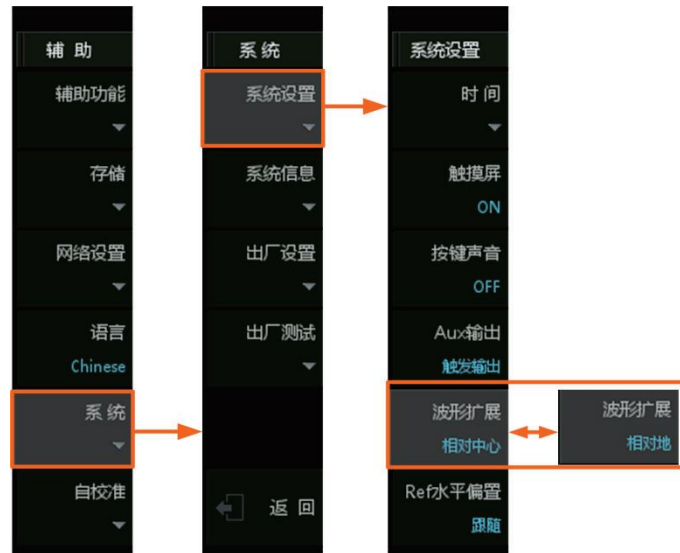 辅 助
辅助功能
存储
网络设置
语言
Chinese
系 统
自校准
系 统
系统设置
系统信息
出厂设置
出厂测试
返 回
系统设置
时 间
触摸屏
ON
按键声音
OFF
Aux输出
触发输出
波形扩展
相对中心
Ref水平偏置
跟随
波形扩展
相对地